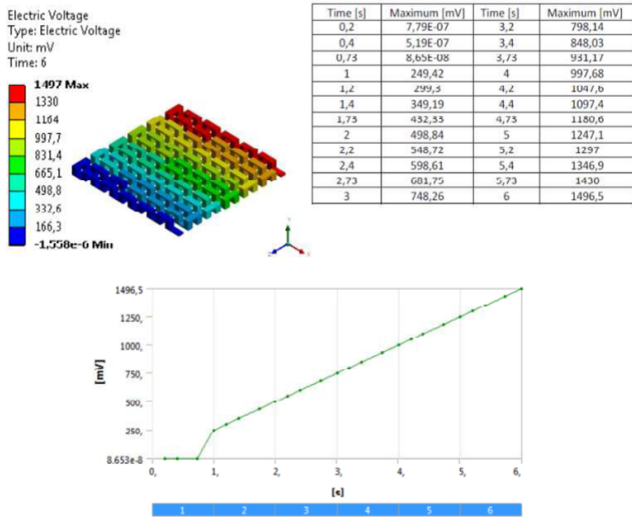 Electric Voltage
Type: Electric Voltage
Unit: mV
Time: 6
1497 Max
1330
1164
997,7
831,4
665,1
498,8
332,6
166,3
-1,558e-6 Min
Time [s] Maximum [mV] Time [s] Maximum [mV]
0,2 7,79E-07 3,2 798,14
0,4 5,19E-07 3,4 848,03
0,73 8,65E-08 3,73 931,17
1 249,42 4 997,68
1,2 299,3 4,2 1047,6
1,4 349,19 4,4 1097,4
1,73 432,33 4,73 1180,6
2 498,84 5 1247,1
2,2 548,72 5,2 1297
2,4 598,61 5,4 1346,9
2,73 681,75 5,73 1430
3 748,26 6 1496,5
1496,5
1250,
1000,
750,
500,
250,
8.653e-8
[mV]
0, 1, 2, 3, 4, 5, 6,
[s]
1 2 3 4 5 6